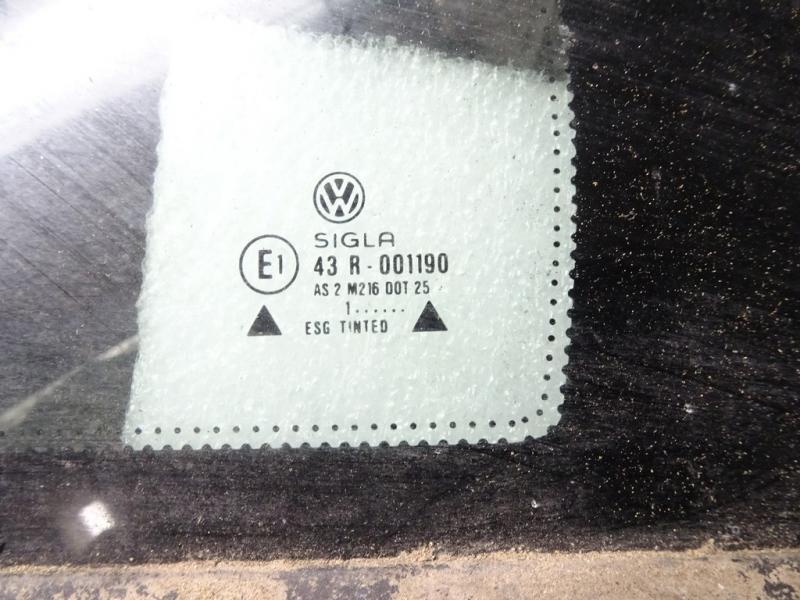 SIGLA
E1 43 R - 001190
AS 2 M216 DOT 25
1......
ESG TINTED